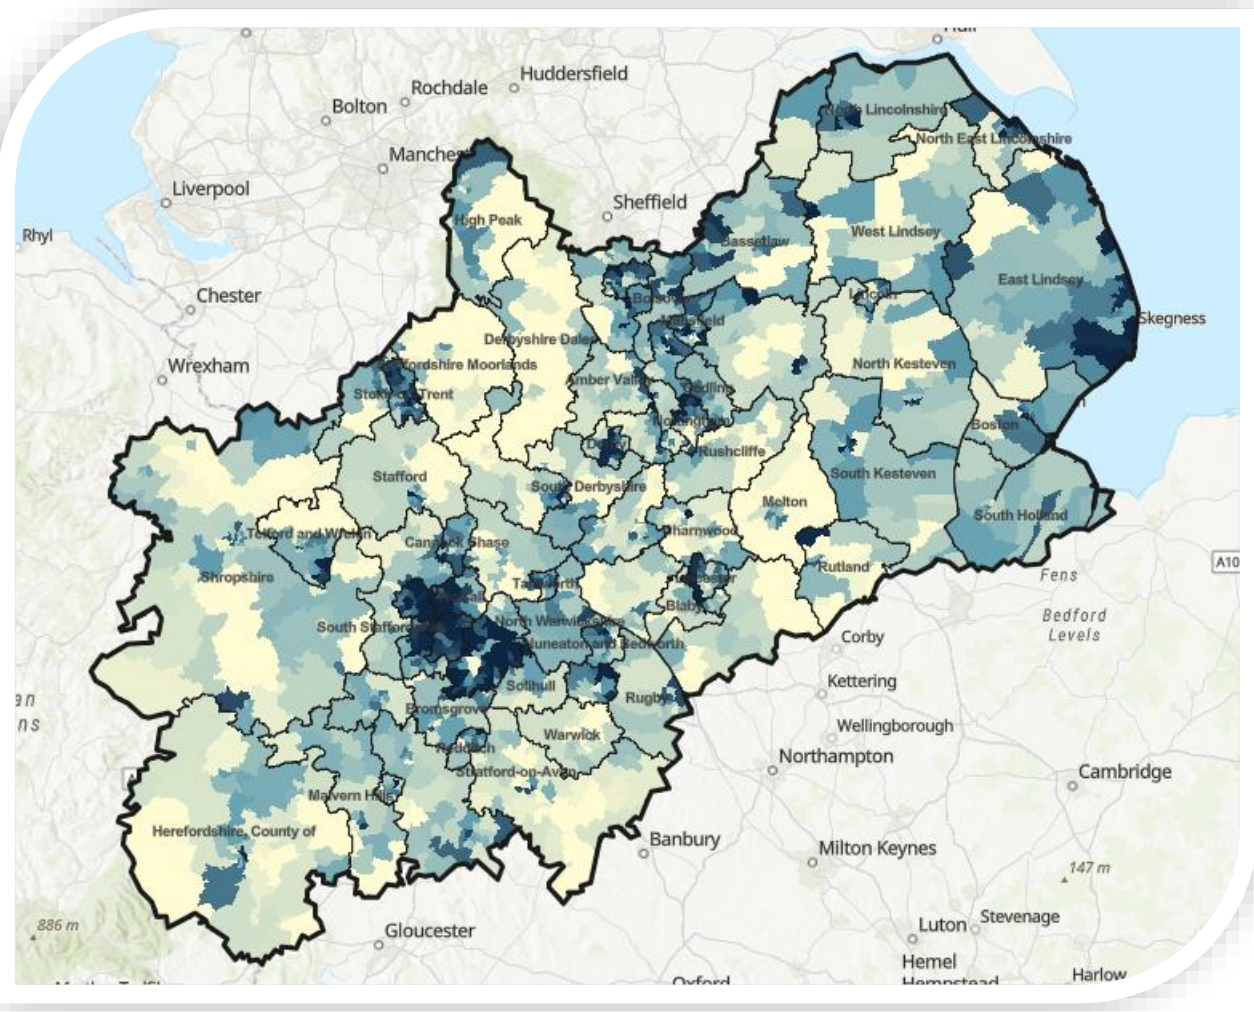 Huddersfield
Rochdale
Bolton
North Lincolnshire
North East Lincolnshire
Liverpool
Sheffield
High Peak
Rhyl
Bassetlaw
West Lindsey
East Lindsey
Chester
Lincoln
Skegness
Mansfield
Derbyshire Dales
Wrexham
Moorlands
North Kesteven
Amber Valley
Gedling
Stoke-on-Trent
Nottingham
Boston
Derby
Rushcliffe
Stafford
South Kesteven
South Derbyshire
Melton
South Holland
Charnwood
Telford and Wrekin
Cannock Chase
A10
Rutland
Fens
Shropshire
Tamworth
Blaby
Bedford
Levels
North Warwickshire
South
Corby
Nuneaton and Bedworth
Kettering
Solihull
Rugby
Bromsgrove
Wellingborough
Warwick
Redditch
Northampton
Stratford-on-Avon
Cambridge
Malvern Hills
Herefordshire, County of
Banbury
Milton Keynes
147 m
886 m
Gloucester
Luton
Stevenage
Hemel
Hempstead
Harlow
Oxford